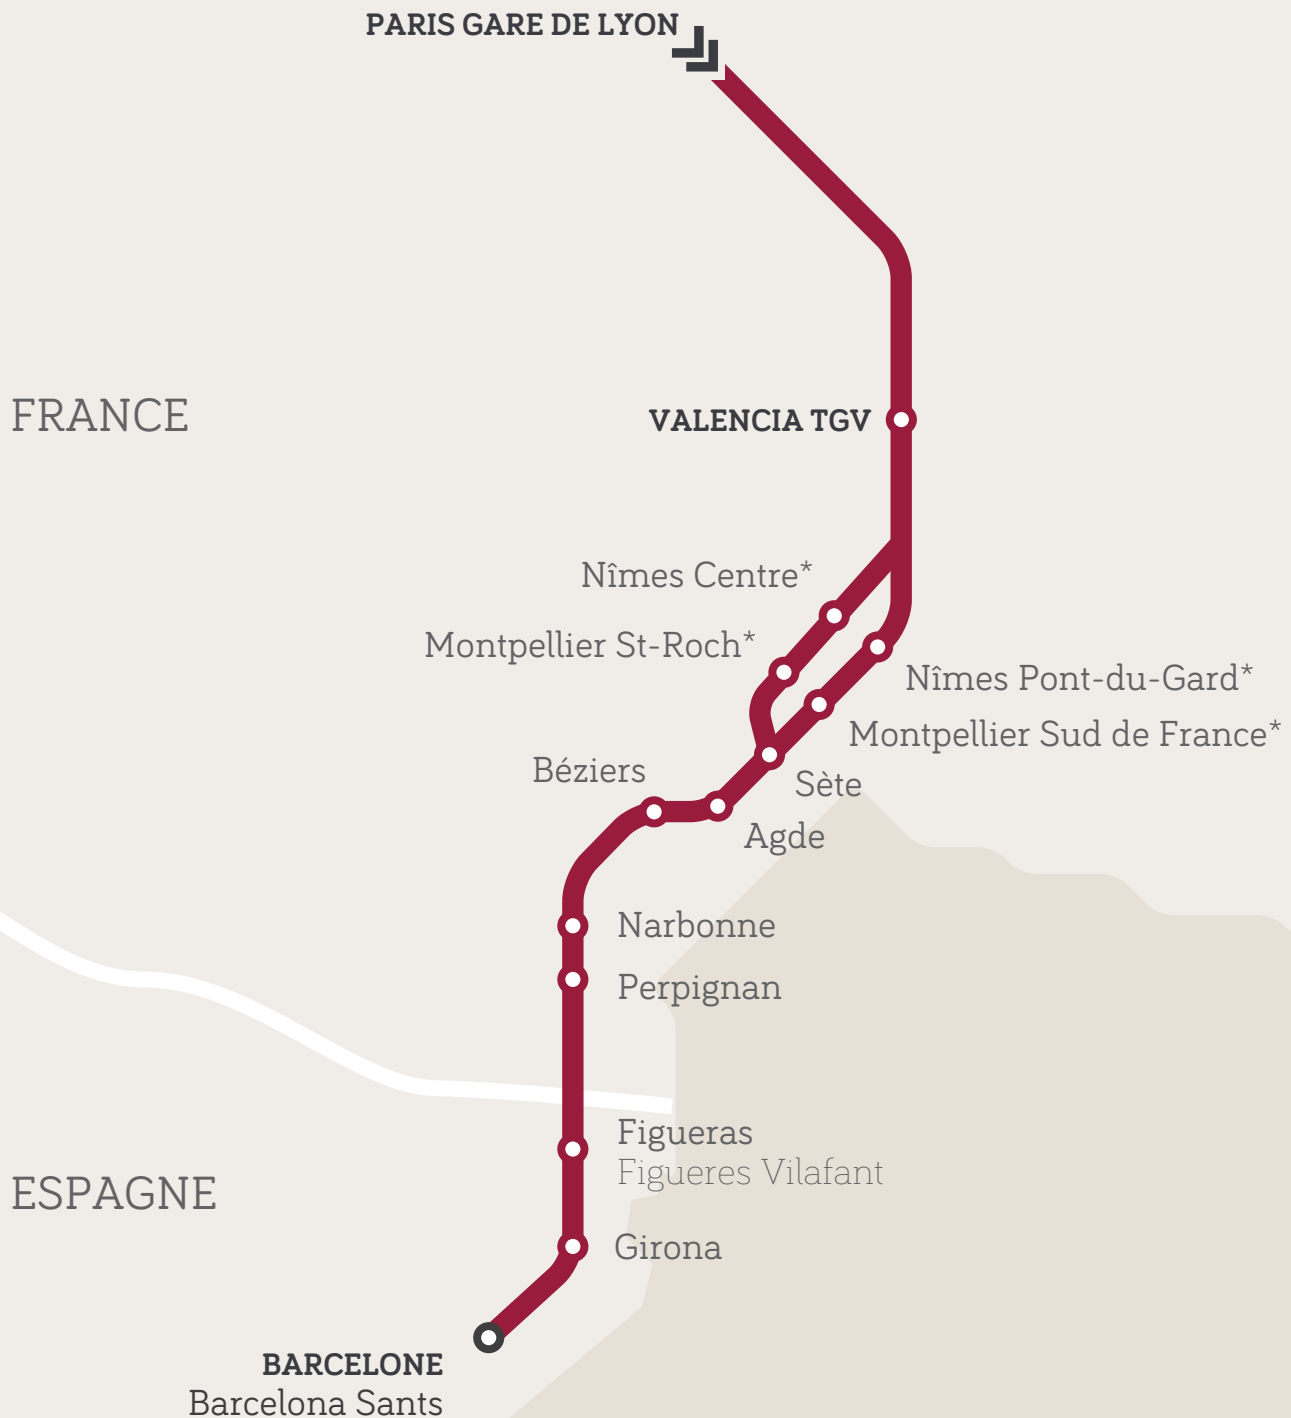 PARIS GARE DE LYON
FRANCE
VALENCIA TGV
Nîmes Centre*
Montpellier St-Roch*
Nîmes Pont-du-Gard*
Montpellier Sud de France*
Béziers
Sète
Agde
Narbonne
Perpignan
Figueras
Figueres Vilafant
ESPAGNE
Girona
BARCELONE
Barcelona Sants